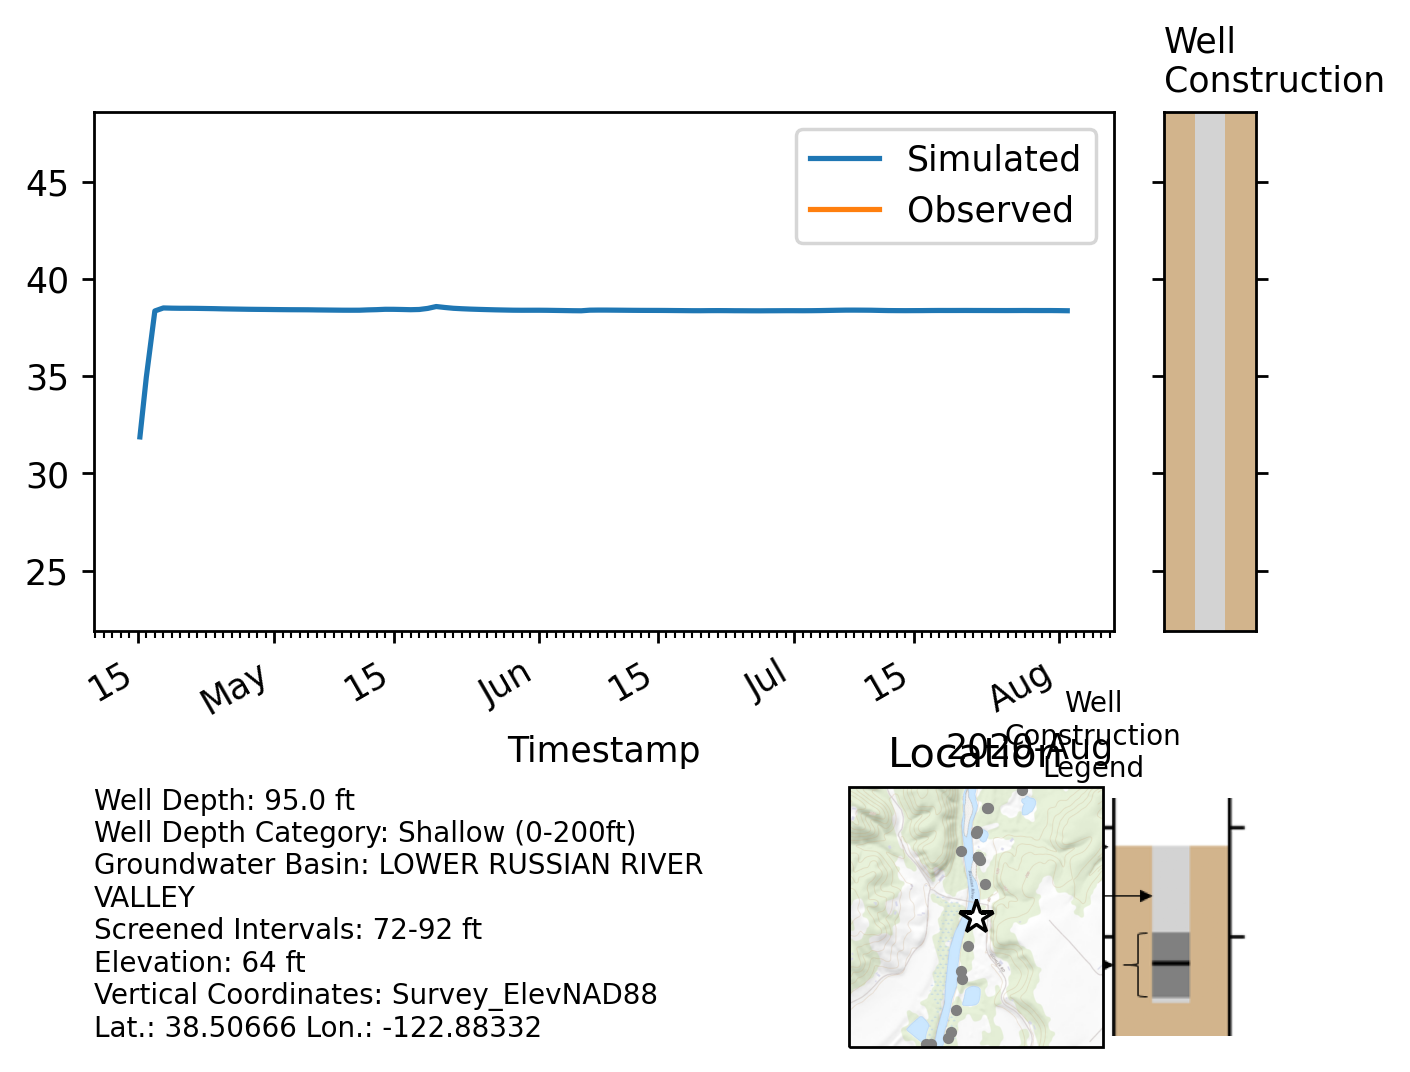 Well
Construction
Simulated
Observed
45
40
35
30
25
15
May
15
Jun
15
Jul
15
Aug
Timestamp
2020-Aug
Well
Construction
Legend
Location
Well Depth: 95.0 ft
Well Depth Category: Shallow (0-200ft)
Groundwater Basin: LOWER RUSSIAN RIVER
VALLEY
Screened Intervals: 72-92 ft
Elevation: 64 ft
Vertical Coordinates: Survey_ElevNAD88
Lat.: 38.50666 Lon.: -122.88332